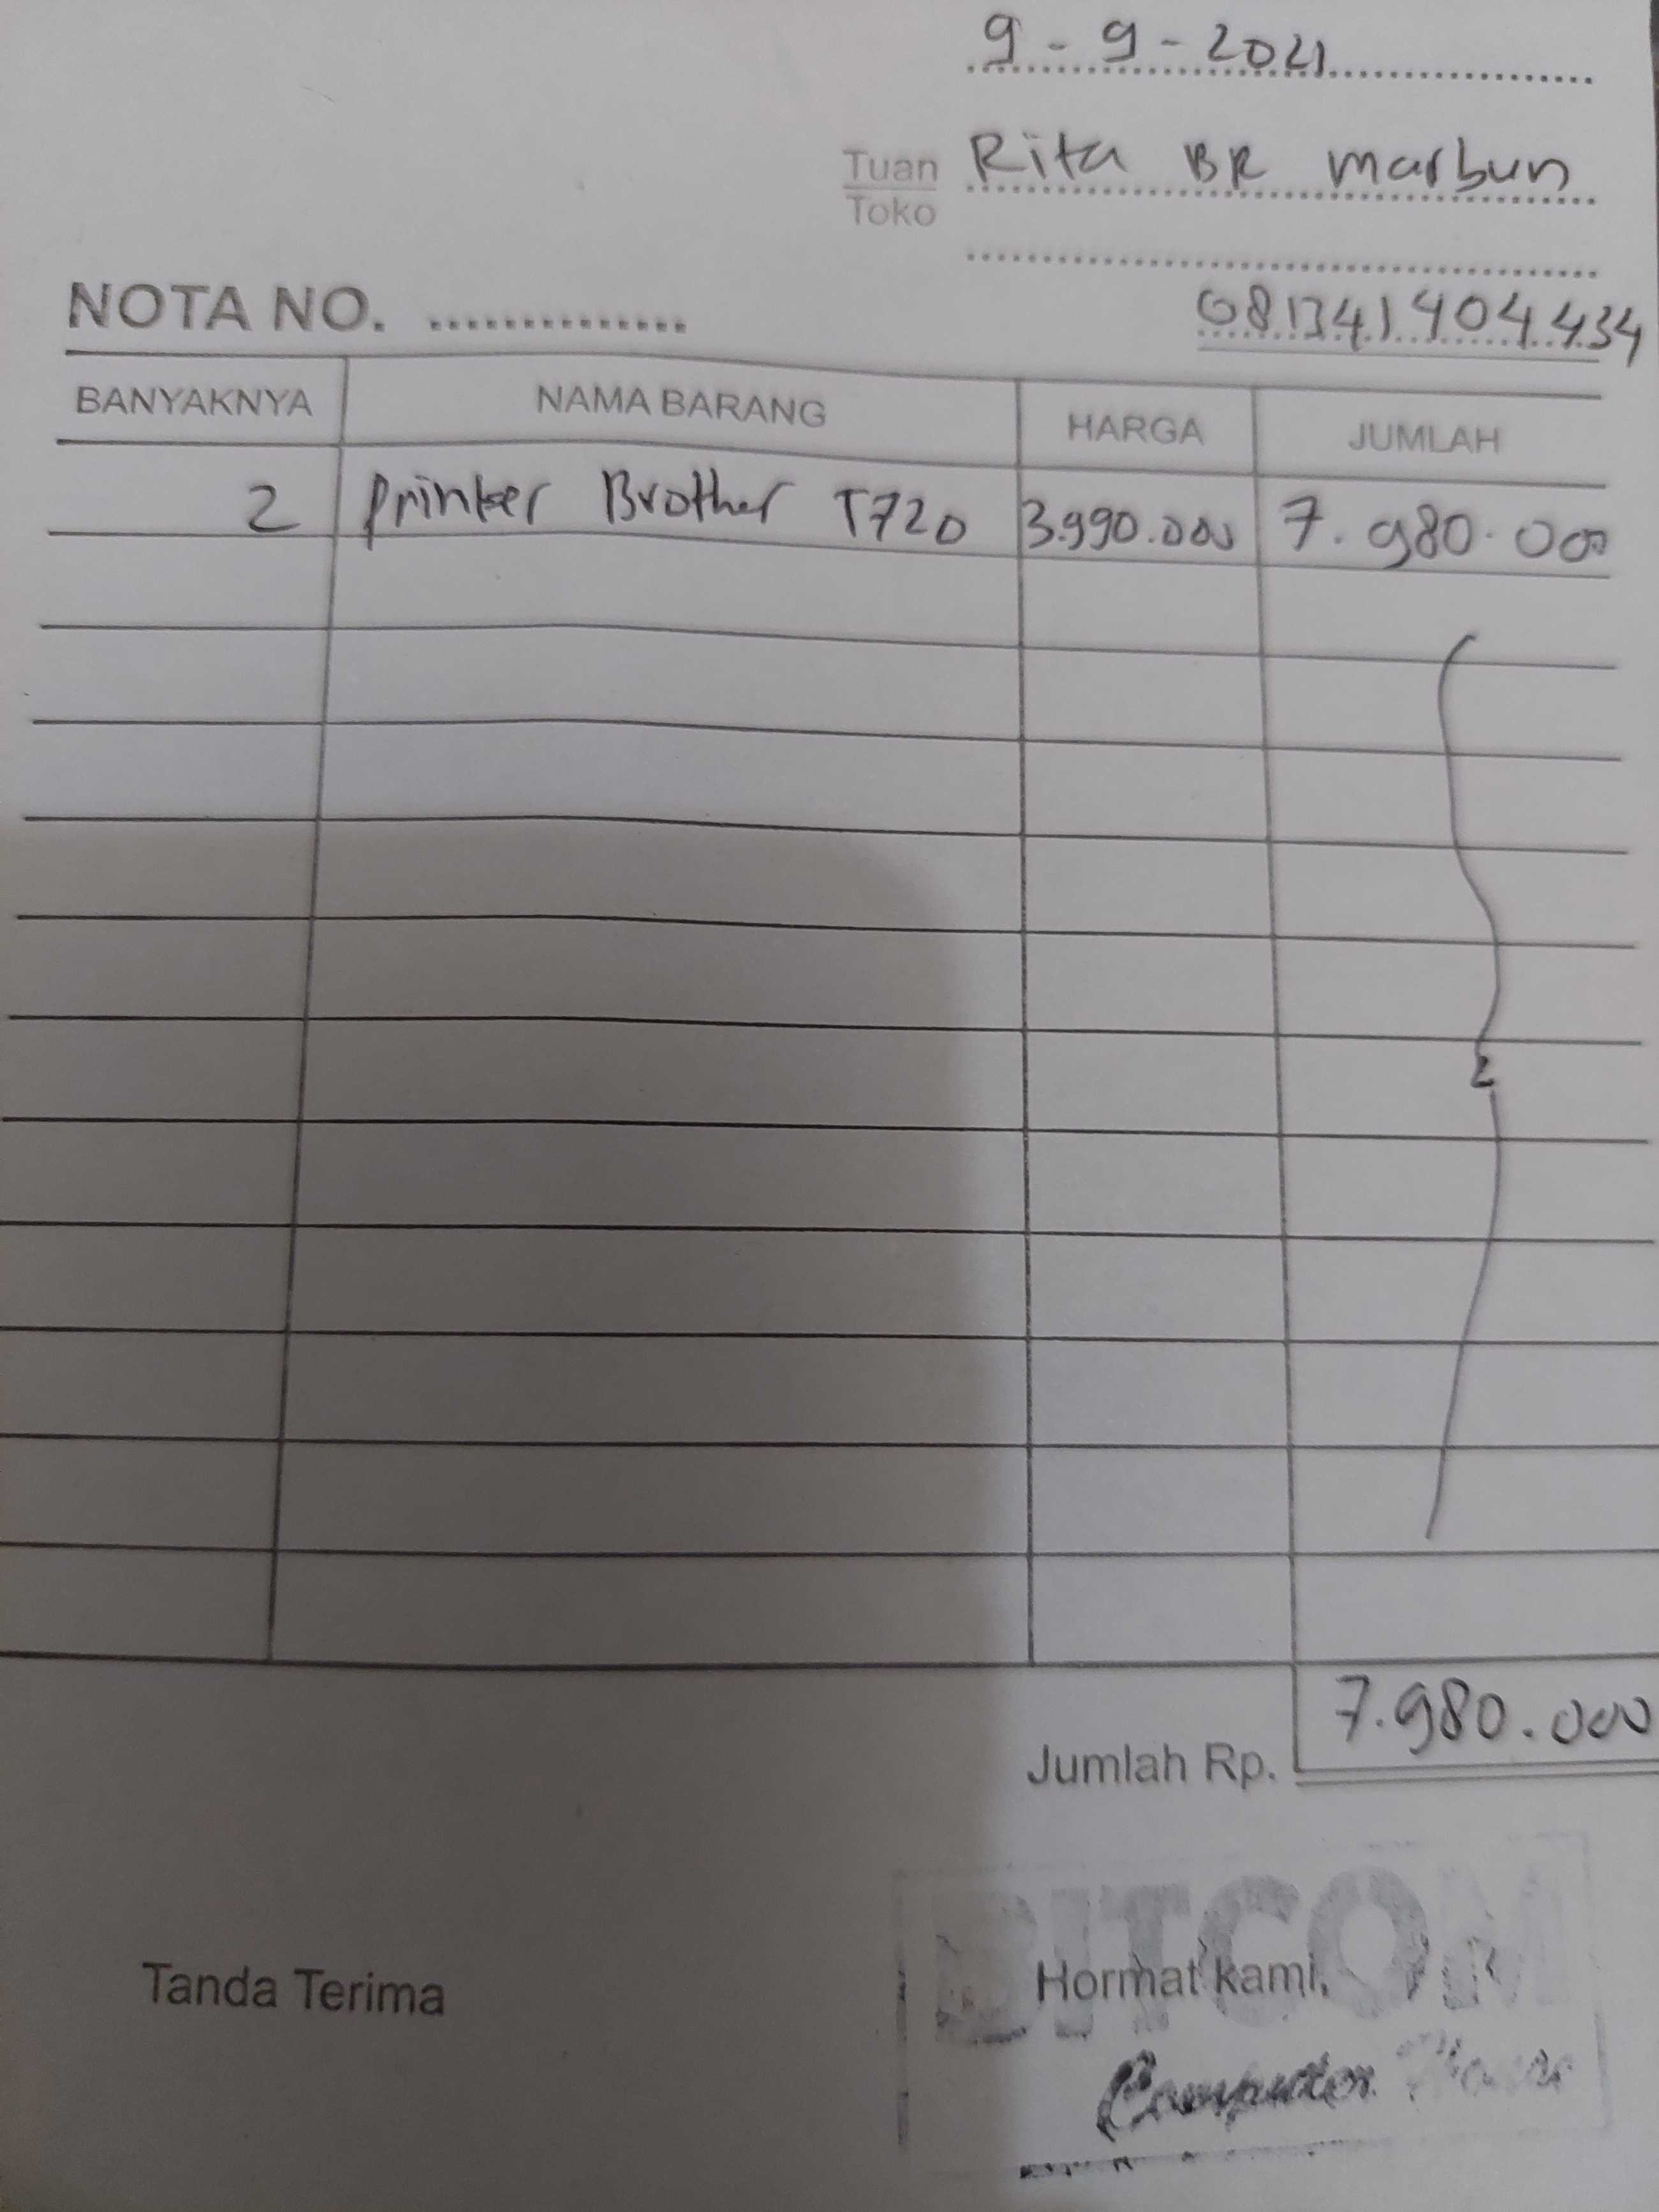 9 - 9 - 2021
Tuan Rita BR Marbun
Toko
NOTA NO. ..............
081341404434
BANYAKNYA NAMA BARANG HARGA JUMLAH
2 Printer Brother T720 3.990.000 7.980.000
Jumlah Rp. 7.980.000
BITCOM
Tanda Terima Hormat kami,
Computer